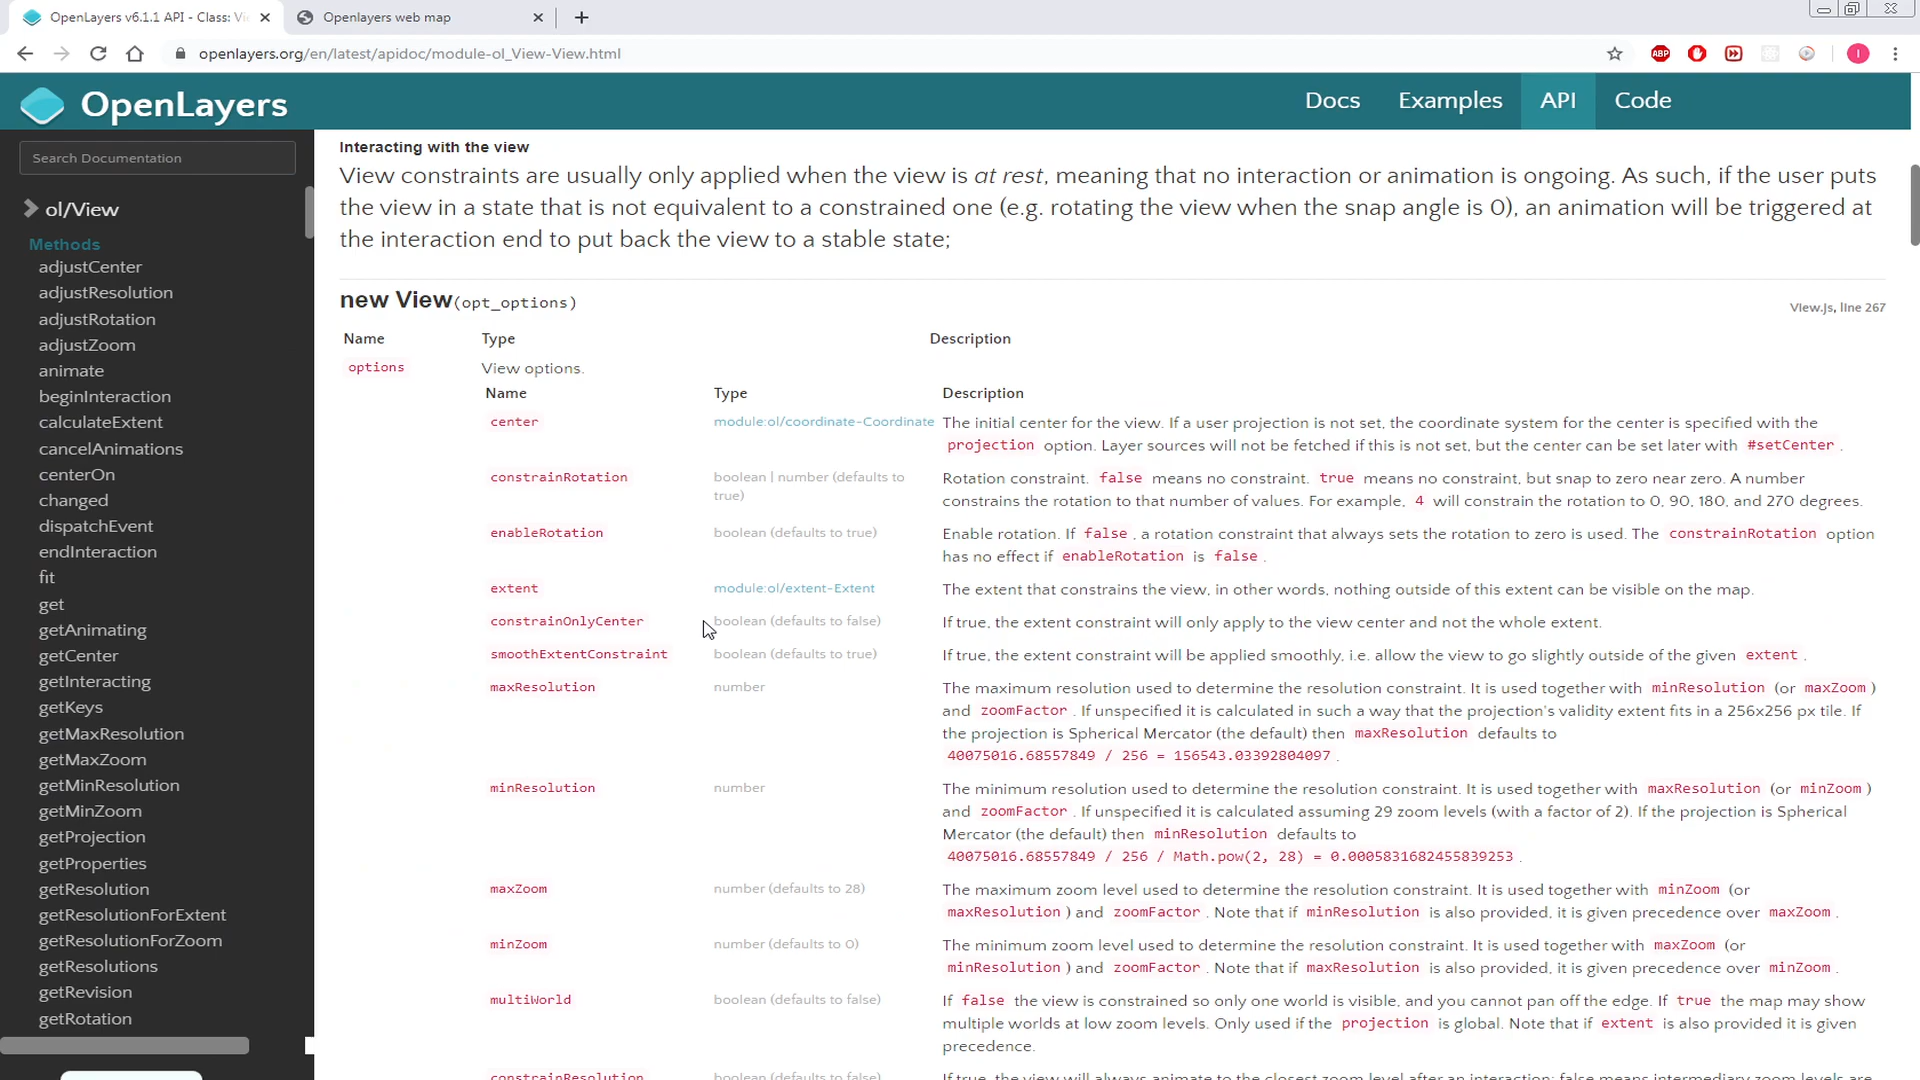 OpenLayers v6.1.1 API - Class: Vi
Openlayers web map
openlayers.org/en/latest/apidoc/module-ol_View-View.html
ABP
I
OpenLayers
Docs
Examples
API
Code
Search Documentation
ol/View
Methods
adjustCenter
adjustResolution
adjustRotation
adjustZoom
animate
beginInteraction
calculateExtent
cancelAnimations
centerOn
changed
dispatchEvent
endInteraction
fit
get
getAnimating
getCenter
getInteracting
getKeys
getMaxResolution
getMaxZoom
getMinResolution
getMinZoom
getProjection
getProperties
getResolution
getResolutionForExtent
getResolutionForZoom
getResolutions
getRevision
getRotation
Interacting with the view
View constraints are usually only applied when the view is at rest, meaning that no interaction or animation is ongoing. As such, if the user puts
the view in a state that is not equivalent to a constrained one (e.g. rotating the view when the snap angle is 0), an animation will be triggered at
the interaction end to put back the view to a stable state;
new View(opt_options)
View.js, line 267
Name Type Description
options View options.
Name Type Description
center module:ol/coordinate-Coordinate The initial center for the view. If a user projection is not set, the coordinate system for the center is specified with the
projection option. Layer sources will not be fetched if this is not set, but the center can be set later with #setCenter .
constrainRotation boolean | number (defaults to Rotation constraint. false means no constraint. true means no constraint, but snap to zero near zero. A number
true) constrains the rotation to that number of values. For example, 4 will constrain the rotation to 0, 90, 180, and 270 degrees.
enableRotation boolean (defaults to true) Enable rotation. If false , a rotation constraint that always sets the rotation to zero is used. The constrainRotation option
has no effect if enableRotation is false .
extent module:ol/extent-Extent The extent that constrains the view, in other words, nothing outside of this extent can be visible on the map.
constrainOnlyCenter boolean (defaults to false) If true, the extent constraint will only apply to the view center and not the whole extent.
smoothExtentConstraint boolean (defaults to true) If true, the extent constraint will be applied smoothly, i.e. allow the view to go slightly outside of the given extent .
maxResolution number The maximum resolution used to determine the resolution constraint. It is used together with minResolution (or maxZoom )
and zoomFactor . If unspecified it is calculated in such a way that the projection's validity extent fits in a 256x256 px tile. If
the projection is Spherical Mercator (the default) then maxResolution defaults to
40075016.68557849 / 256 = 156543.03392804097 .
minResolution number The minimum resolution used to determine the resolution constraint. It is used together with maxResolution (or minZoom )
and zoomFactor . If unspecified it is calculated assuming 29 zoom levels (with a factor of 2). If the projection is Spherical
Mercator (the default) then minResolution defaults to
40075016.68557849 / 256 / Math.pow(2, 28) = 0.0005831682455839253 .
maxZoom number (defaults to 28) The maximum zoom level used to determine the resolution constraint. It is used together with minZoom (or
maxResolution ) and zoomFactor . Note that if minResolution is also provided, it is given precedence over maxZoom .
minZoom number (defaults to 0) The minimum zoom level used to determine the resolution constraint. It is used together with maxZoom (or
minResolution ) and zoomFactor . Note that if maxResolution is also provided, it is given precedence over minZoom .
multiWorld boolean (defaults to false) If false the view is constrained so only one world is visible, and you cannot pan off the edge. If true the map may show
multiple worlds at low zoom levels. Only used if the projection is global. Note that if extent is also provided it is given
precedence.
constrainResolution boolean (defaults to false) If true, the view will always animate to the closest zoom level after an interaction; false means intermediary zoom levels are